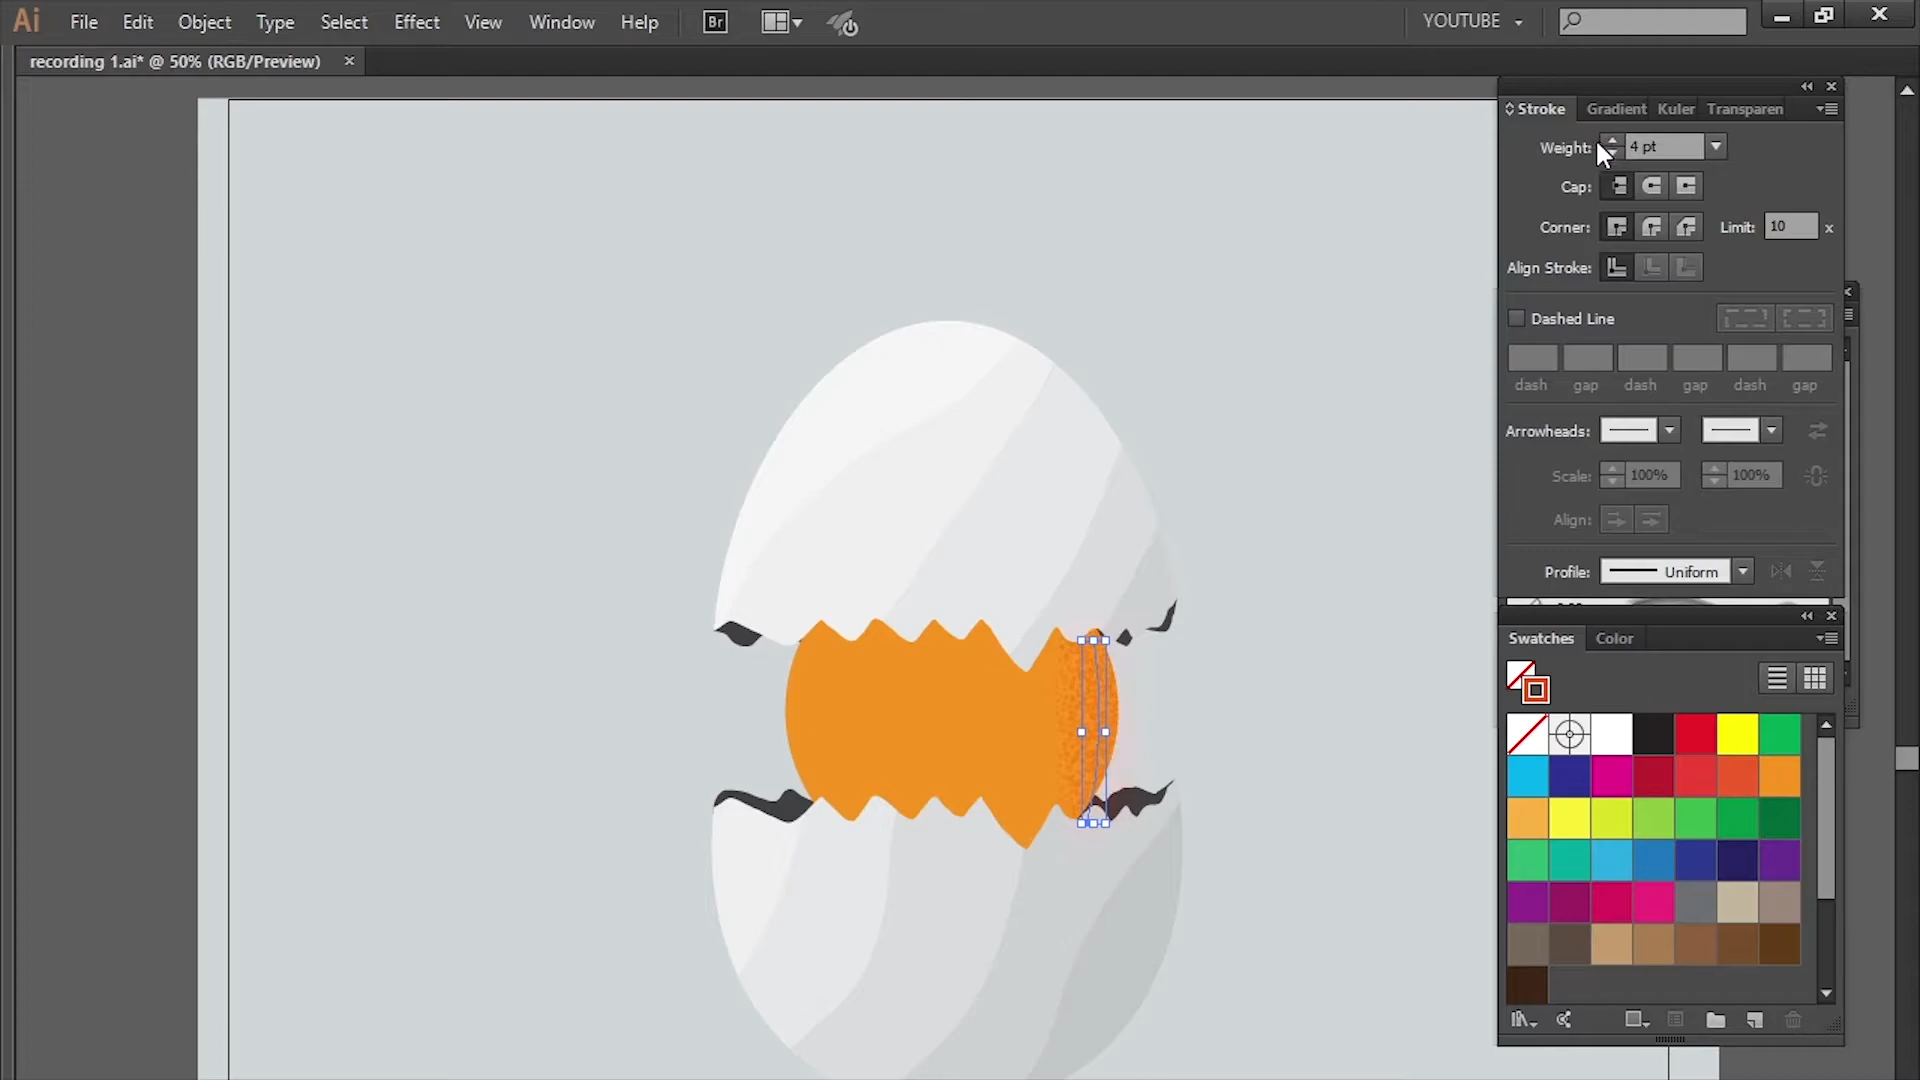 Ai File Edit Object Type Select Effect View Window Help Br YOUTUBE
recording 1.ai* @ 50% (RGB/Preview)
Stroke Gradient Kuler Transparen
Weight: 4 pt
Cap:
Corner: Limit: 10 x
Align Stroke:
Dashed Line
dash gap dash gap dash gap
Arrowheads:
Scale: 100% 100%
Align:
Profile: Uniform
Swatches Color